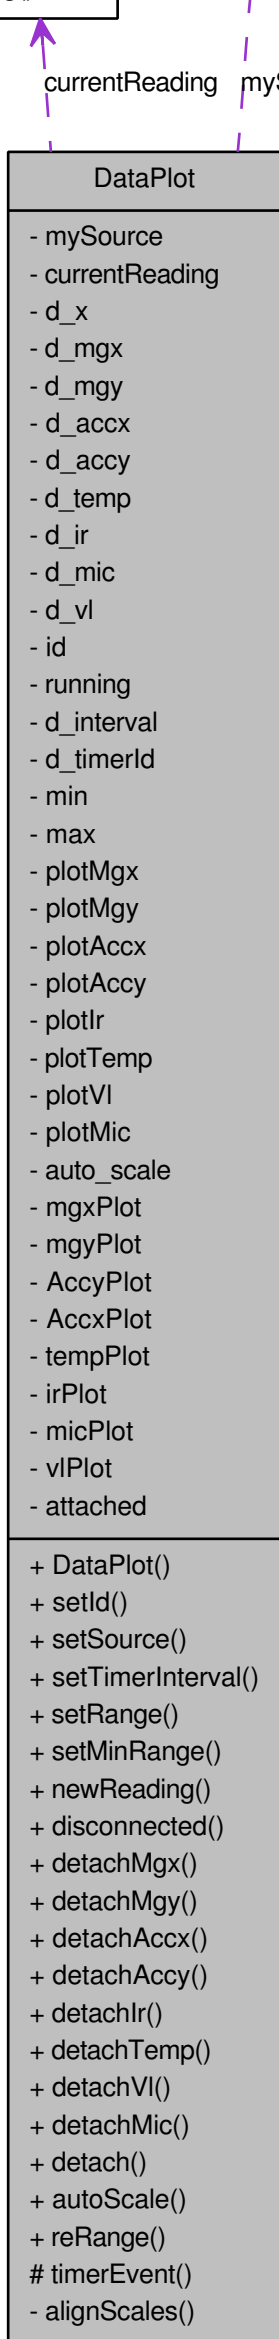 currentReading
DataPlot
- mySource
- currentReading
- d_x
- d_mgx
- d_mgy
- d_accx
- d_accy
- d_temp
- d_ir
- d_mic
- d_vl
- id
- running
- d_interval
- d_timerId
- min
- max
- plotMgx
- plotMgy
- plotAccx
- plotAccy
- plotIr
- plotTemp
- plotVl
- plotMic
- auto_scale
- mgxPlot
- mgyPlot
- AccyPlot
- AccxPlot
- tempPlot
- irPlot
- micPlot
- vlPlot
- attached
+ DataPlot()
+ setId()
+ setSource()
+ setTimerInterval()
+ setRange()
+ setMinRange()
+ newReading()
+ disconnected()
+ detachMgx()
+ detachMgy()
+ detachAccx()
+ detachAccy()
+ detachIr()
+ detachTemp()
+ detachVl()
+ detachMic()
+ detach()
+ autoScale()
+ reRange()
# timerEvent()
- alignScales()